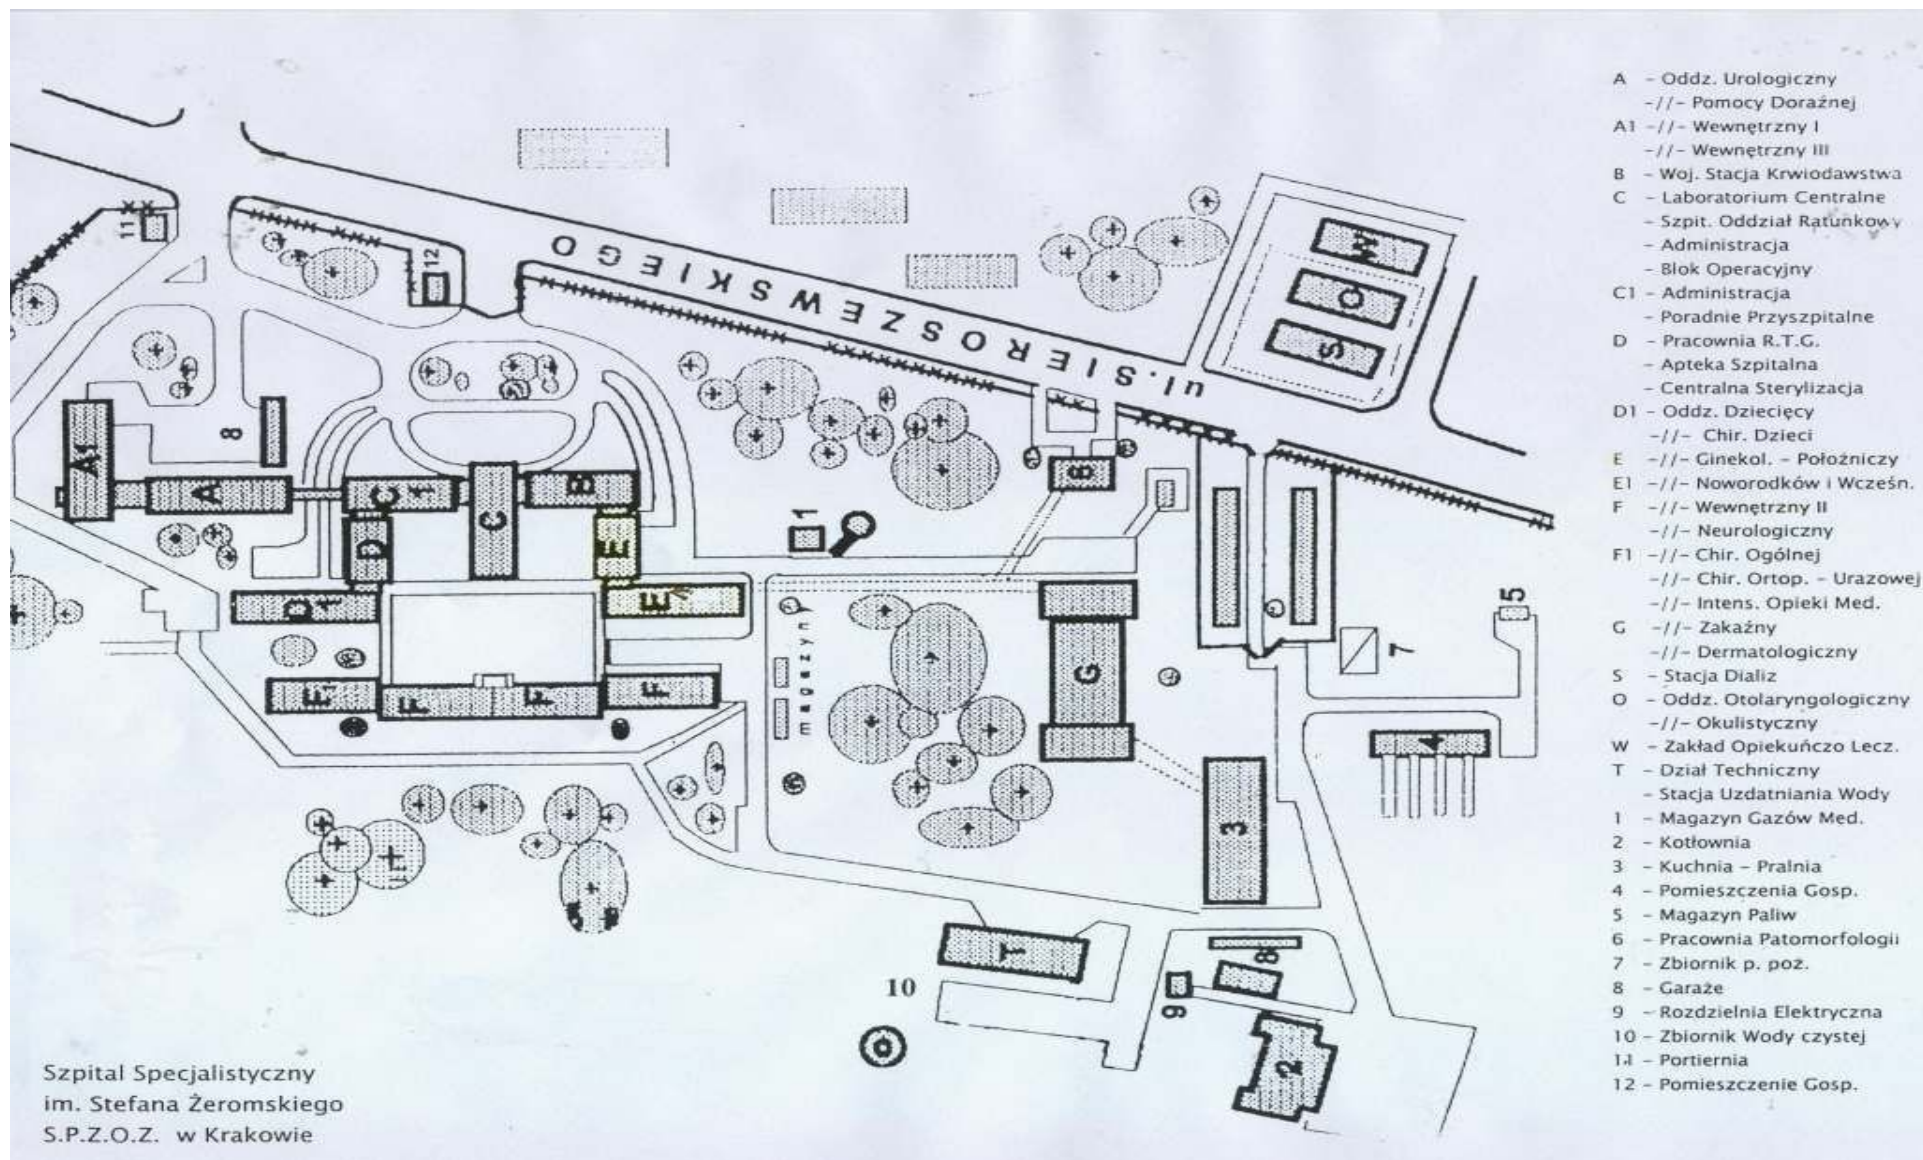 A - Oddz. Urologiczny
-//- Pomocy Doraźnej
A1 -//- Wewnętrzny I
-//- Wewnętrzny III
B - Woj. Stacja Krwiodawstwa
C - Laboratorium Centralne
- Szpit. Oddział Ratunkowy
- Administracja
- Blok Operacyjny
C1 - Administracja
- Poradnie Przyszpitalne
D - Pracownia R.T.G.
- Apteka Szpitalna
- Centralna Sterylizacja
D1 - Oddz. Dziecięcy
-//- Chir. Dzieci
E -//- Ginekol. - Położniczy
E1 -//- Noworodków i Wcześn.
F -//- Wewnętrzny II
-//- Neurologiczny
F1 -//- Chir. Ogólnej
-//- Chir. Ortop. - Urazowej
-//- Intens. Opieki Med.
G -//- Zakaźny
-//- Dermatologiczny
S - Stacja Dializ
O - Oddz. Otolaryngologiczny
-//- Okulistyczny
W - Zakład Opiekuńczo Lecz.
T - Dział Techniczny
- Stacja Uzdatniania Wody
1 - Magazyn Gazów Med.
2 - Kotłownia
3 - Kuchnia - Pralnia
4 - Pomieszczenia Gosp.
5 - Magazyn Paliw
6 - Pracownia Patomorfologii
7 - Zbiornik p. poż.
8 - Garaże
9 - Rozdzielnia Elektryczna
10 - Zbiornik Wody czystej
11 - Portiernia
12 - Pomieszczenie Gosp.
ul. SIEROSZEWSKIEGO
11
12
W
O
S
8
A1
A
C1
C
B
8
D
E
1
D1
E
5
7
magazyny
G
E
F
F
F
4
3
T
10
8
9
2
Szpital Specjalistyczny
im. Stefana Żeromskiego
S.P.Z.O.Z. w Krakowie